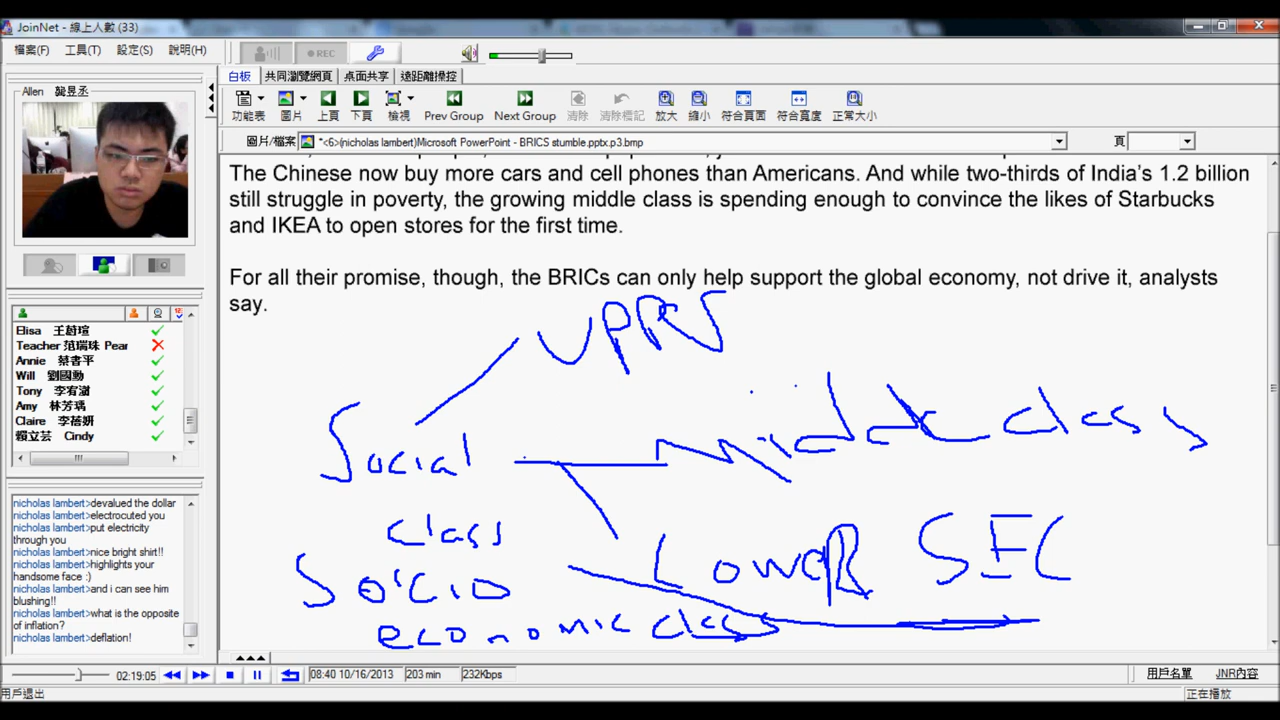 JoinNet - 線上人數 (33)
檔案(F) 工具(T) 設定(S) 說明(H)
REC
白板 共同瀏覽網頁 桌面共享 遠距離操控
功能表 圖片 上頁 下頁 檢視 Prev Group Next Group 清除 清除標記 放大 縮小 符合頁面 符合寬度 正常大小
圖片/檔案 *<6>(nicholas lambert)Microsoft PowerPoint - BRICS stumble.pptx.p3.bmp 頁
Allen 龔昱丞
The Chinese now buy more cars and cell phones than Americans. And while two-thirds of India's 1.2 billion
still struggle in poverty, the growing middle class is spending enough to convince the likes of Starbucks
and IKEA to open stores for the first time.
For all their promise, though, the BRICs can only help support the global economy, not drive it, analysts
say.
Social
class
Middle class
LOWER SEC
SOCIO
economic class
Elisa 王蒔瑄
Teacher 范瑞珠 Pear
Annie 蔡書平
Will 劉國勳
Tony 李宥澍
Amy 林芳瑀
Claire 李蓓妍
賴立芸 Cindy
nicholas lambert>devalued the dollar
nicholas lambert>electrocuted you
nicholas lambert>put electricity
through you
nicholas lambert>nice bright shirt!!
nicholas lambert>highlights your
handsome face :)
nicholas lambert>and i can see him
blushing!!
nicholas lambert>what is the opposite
of inflation?
nicholas lambert>deflation!
02:19:05 08:40 10/16/2013 203 min 232Kbps 用戶名單 JNR內容
用戶退出 正在播放